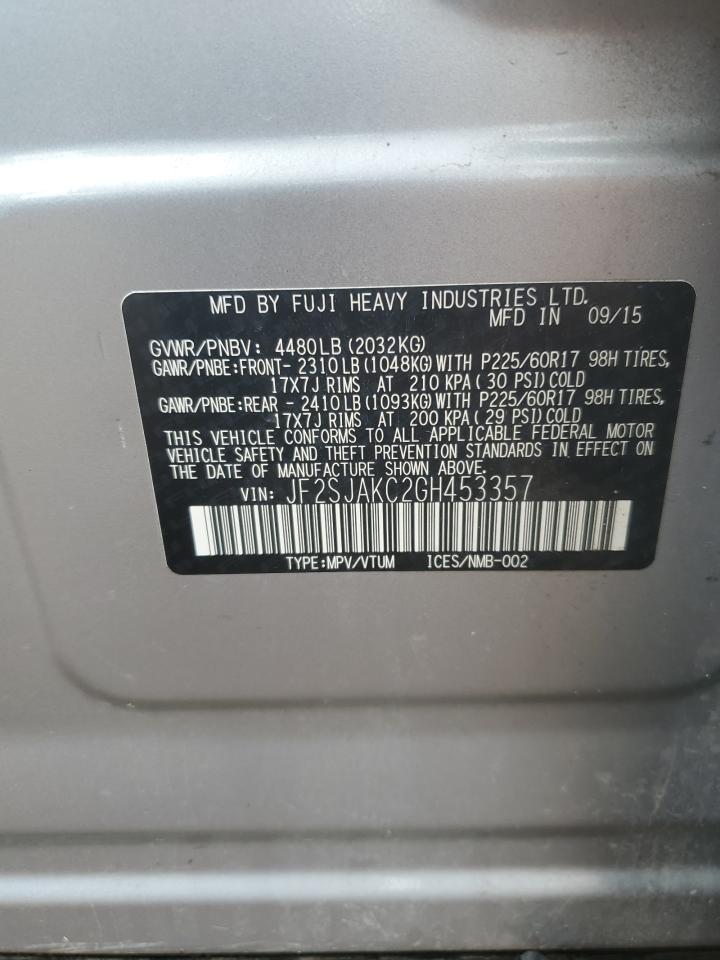 MFD BY FUJI HEAVY INDUSTRIES LTD.
MFD IN 09/15
GVWR/PNBV: 4480LB (2032KG)
GAWR/PNBE:FRONT- 2310 LB (1048KG) WITH P225/60R17 98H TIRES,
17X7J RIMS AT 210 KPA ( 30 PSI) COLD
GAWR/PNBE:REAR - 2410 LB (1093KG) WITH P225/60R17 98H TIRES,
17X7J RIMS AT 200 KPA ( 29 PSI) COLD
THIS VEHICLE CONFORMS TO ALL APPLICABLE FEDERAL MOTOR
VEHICLE SAFETY AND THEFT PREVENTION STANDARDS IN EFFECT ON
THE DATE OF MANUFACTURE SHOWN ABOVE.
VIN: JF2SJAKC2GH453357
TYPE:MPV/VTUM ICES/NMB-002